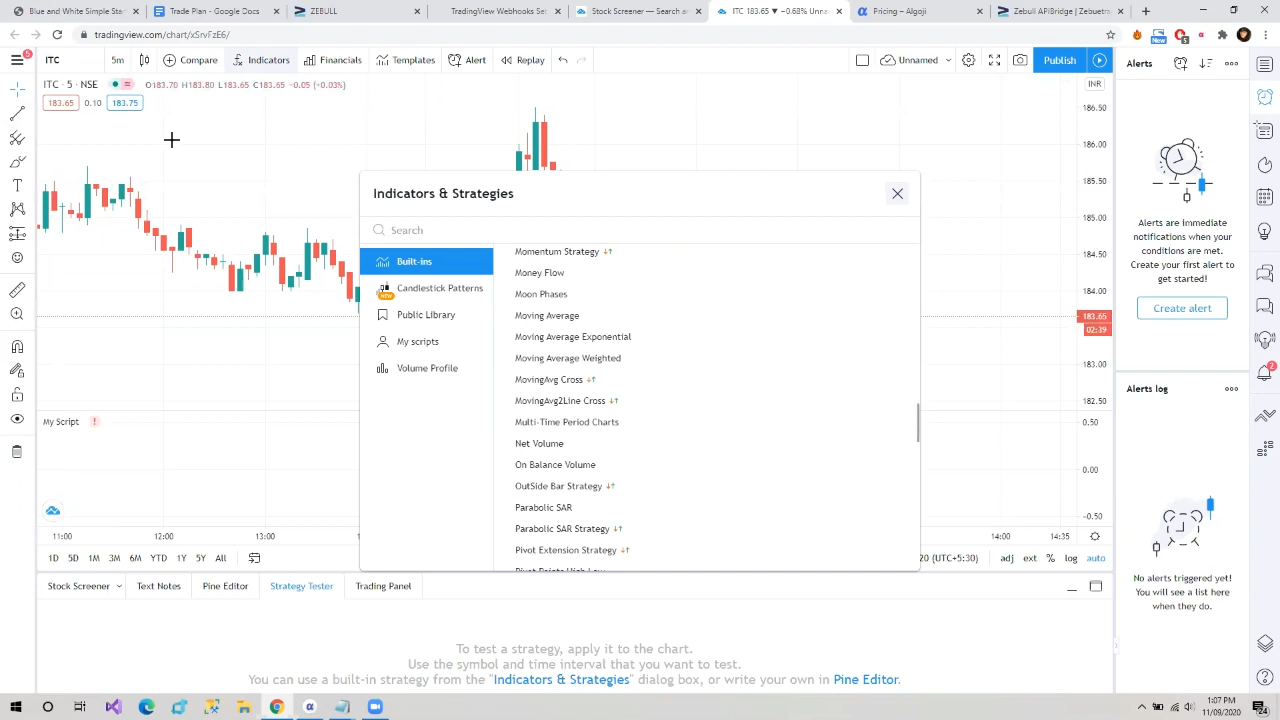 Blue and White Simple Star
Trade Plan - Google Docs
ZEBULL
TradingView Webhooks Set
Stock Screener — Search a
ITC 183.65 ▼ −0.68% Unna
Pricing – Algoji
Zebull APIBridge | Zebuetra
tradingview.com/chart/xSrvFzE6/
New
5
ITC
5m
Compare
Indicators
Financials
Templates
Alert
Replay
Unnamed
Publish
Alerts
ITC · 5 · NSE
O183.70 H183.80 L183.65 C183.65 −0.05 (−0.03%)
INR
183.65 0.10 183.75
186.50
186.00
185.50
185.00
184.50
184.00
183.65
02:39
183.00
182.50
0.50
0.00
−0.50
Indicators & Strategies
Search
Built-ins
Candlestick Patterns
NEW
Public Library
My scripts
Volume Profile
Momentum Strategy
Money Flow
Moon Phases
Moving Average
Moving Average Exponential
Moving Average Weighted
MovingAvg Cross
MovingAvg2Line Cross
Multi-Time Period Charts
Net Volume
On Balance Volume
OutSide Bar Strategy
Parabolic SAR
Parabolic SAR Strategy
Pivot Extension Strategy
Pivot Points High Low
My Script
11:00
12:00
13:00
14:00
14:35
1D 5D 1M 3M 6M YTD 1Y 5Y All
20 (UTC+5:30)
adj ext % log auto
Alerts are immediate
notifications when your
conditions are met.
Create your first alert to
get started!
Create alert
2
Alerts log
No alerts triggered yet!
You will see a list here
when they do.
Stock Screener
Text Notes
Pine Editor
Strategy Tester
Trading Panel
To test a strategy, apply it to the chart.
Use the symbol and time interval that you want to test.
You can use a built-in strategy from the "Indicators & Strategies" dialog box, or write your own in Pine Editor.
1:07 PM
11/09/2020